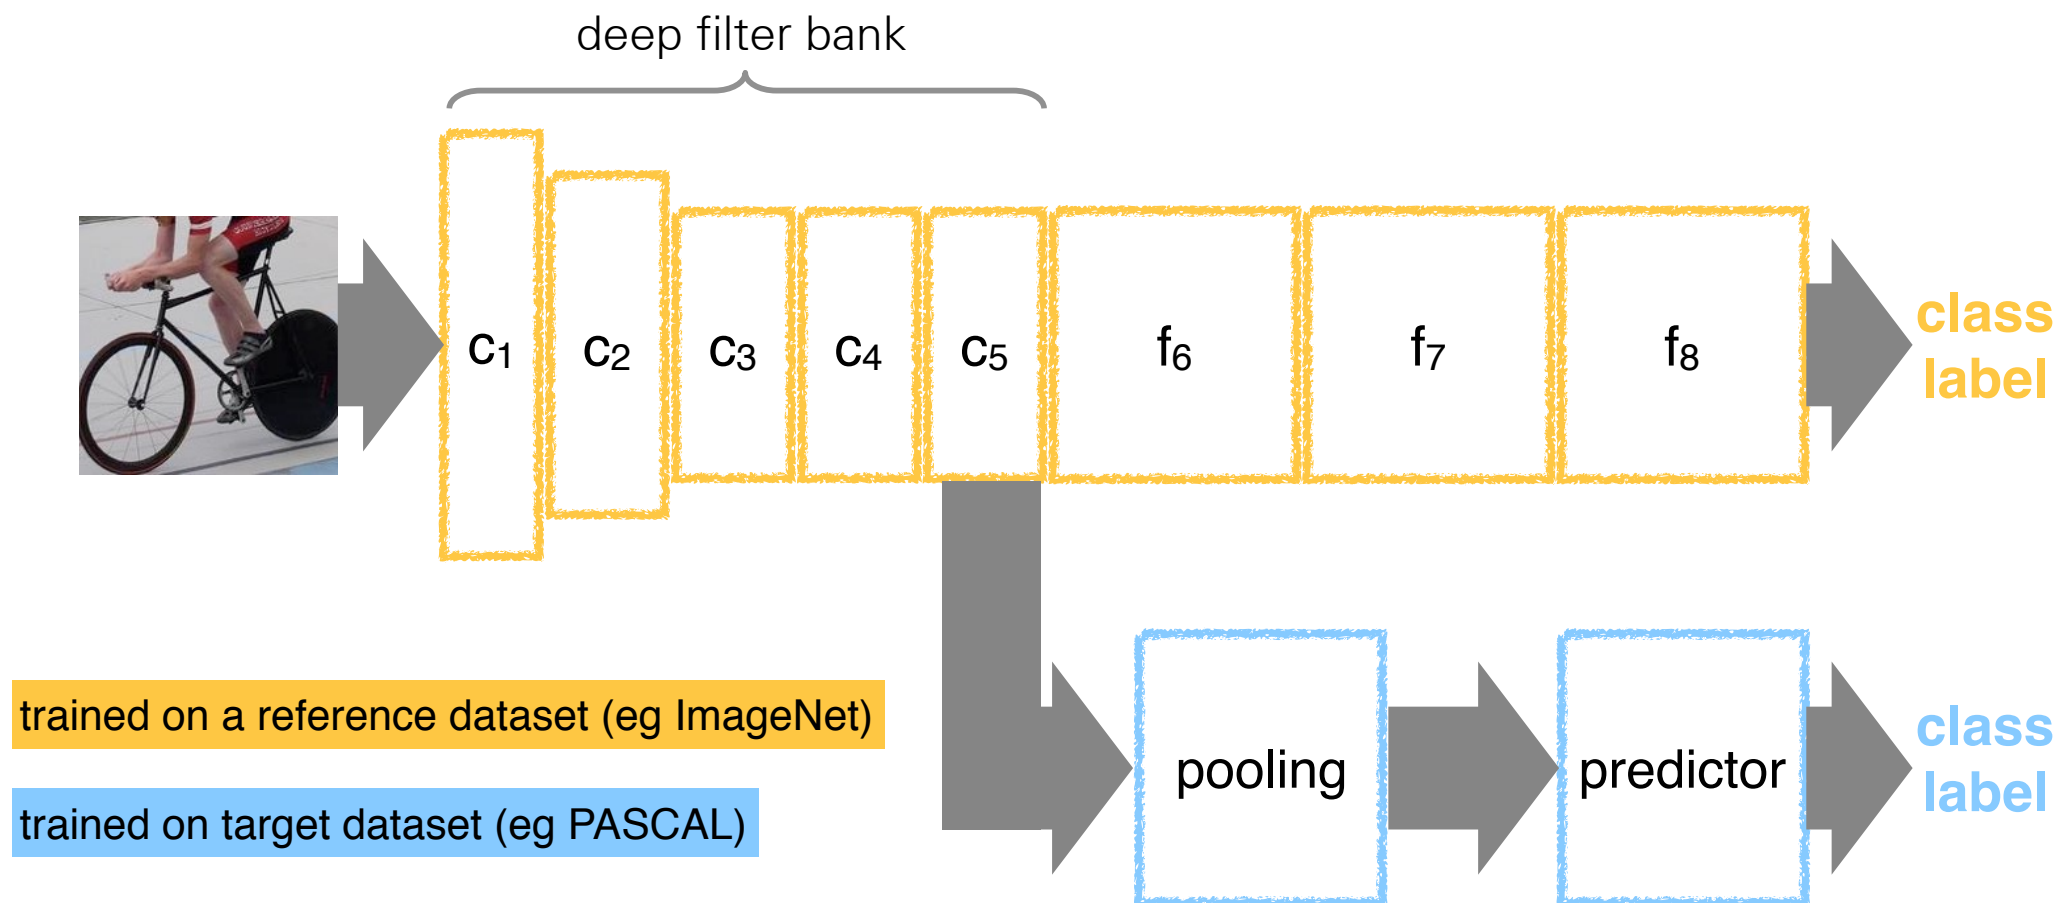 deep filter bank
c₁ c₂ c₃ c₄ c₅ f₆ f₇ f₈
class
label
trained on a reference dataset (eg ImageNet)
trained on target dataset (eg PASCAL)
pooling predictor
class
label